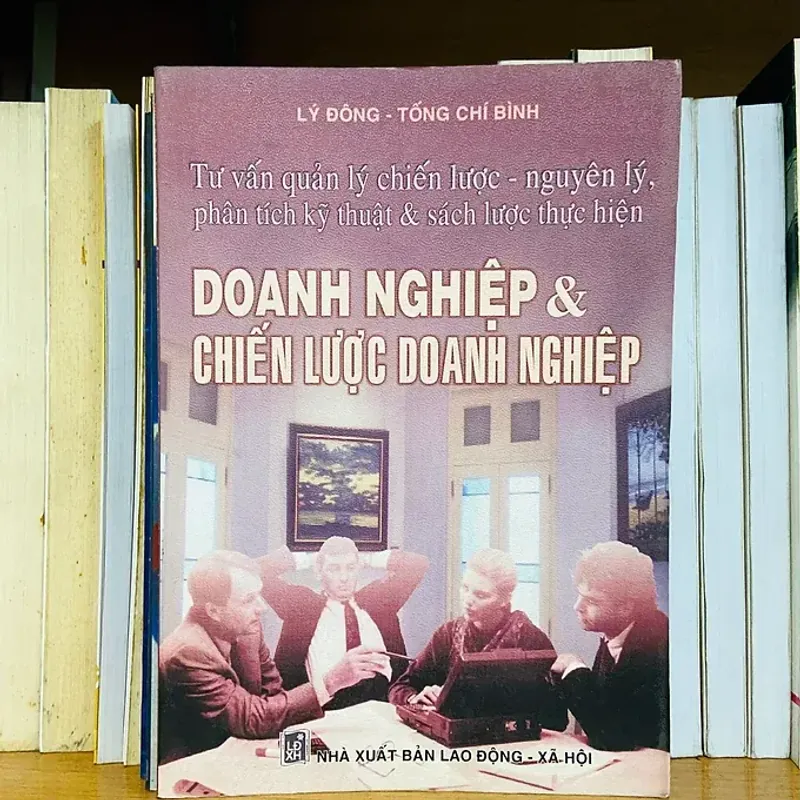 LÝ ĐÔNG - TỐNG CHÍ BÌNH
Tư vấn quản lý chiến lược - nguyên lý,
phân tích kỹ thuật & sách lược thực hiện
DOANH NGHIỆP &
CHIẾN LƯỢC DOANH NGHIỆP
LĐ
XH
NHÀ XUẤT BẢN LAO ĐỘNG - XÃ HỘI